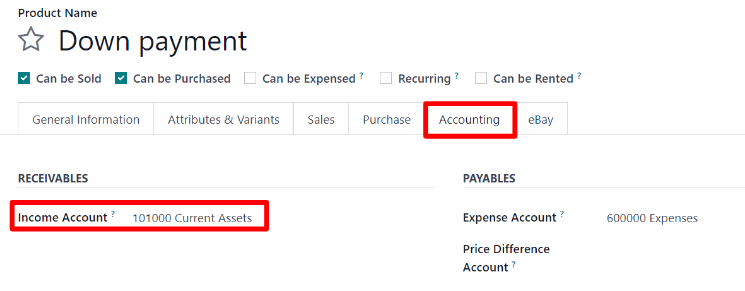 Product Name
Down payment
Can be Sold Can be Purchased Can be Expensed ? Recurring ? Can be Rented ?
General Information Attributes & Variants Sales Purchase Accounting eBay
RECEIVABLES PAYABLES
Income Account ? 101000 Current Assets Expense Account ? 600000 Expenses
Price Difference
Account ?